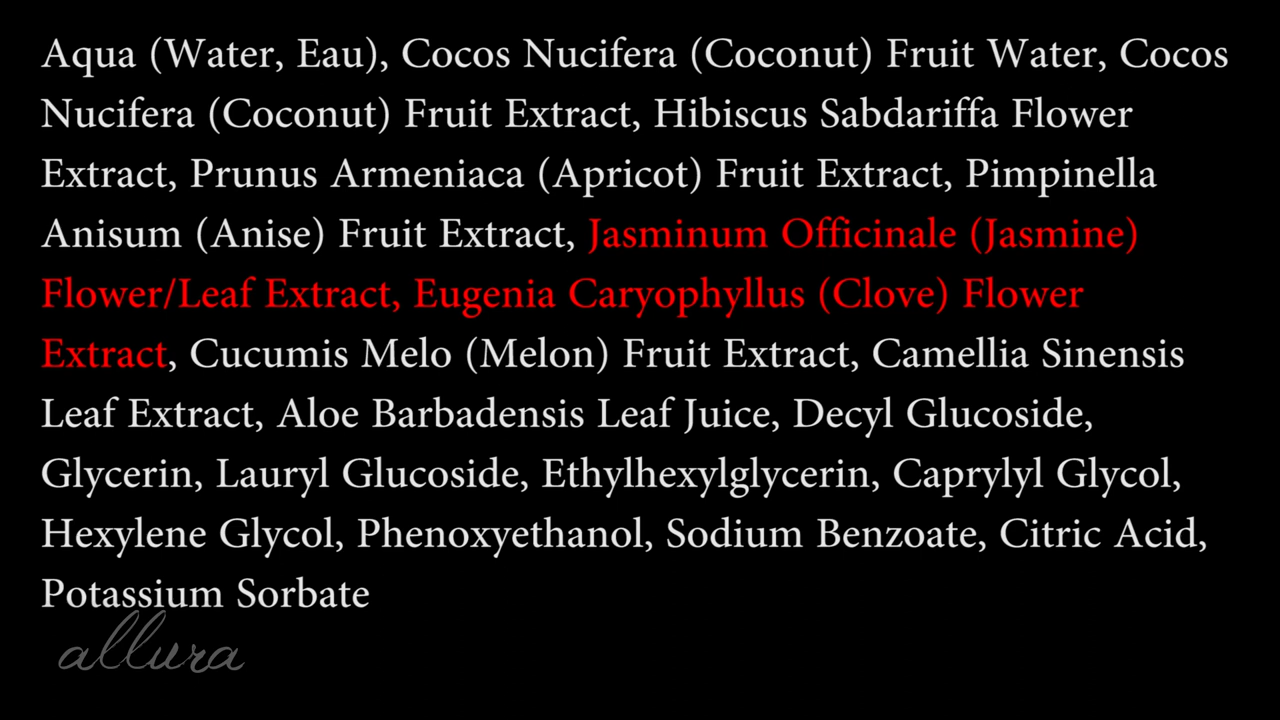 Aqua (Water, Eau), Cocos Nucifera (Coconut) Fruit Water, Cocos
Nucifera (Coconut) Fruit Extract, Hibiscus Sabdariffa Flower
Extract, Prunus Armeniaca (Apricot) Fruit Extract, Pimpinella
Anisum (Anise) Fruit Extract, Jasminum Officinale (Jasmine)
Flower/Leaf Extract, Eugenia Caryophyllus (Clove) Flower
Extract, Cucumis Melo (Melon) Fruit Extract, Camellia Sinensis
Leaf Extract, Aloe Barbadensis Leaf Juice, Decyl Glucoside,
Glycerin, Lauryl Glucoside, Ethylhexylglycerin, Caprylyl Glycol,
Hexylene Glycol, Phenoxyethanol, Sodium Benzoate, Citric Acid,
Potassium Sorbate
allura